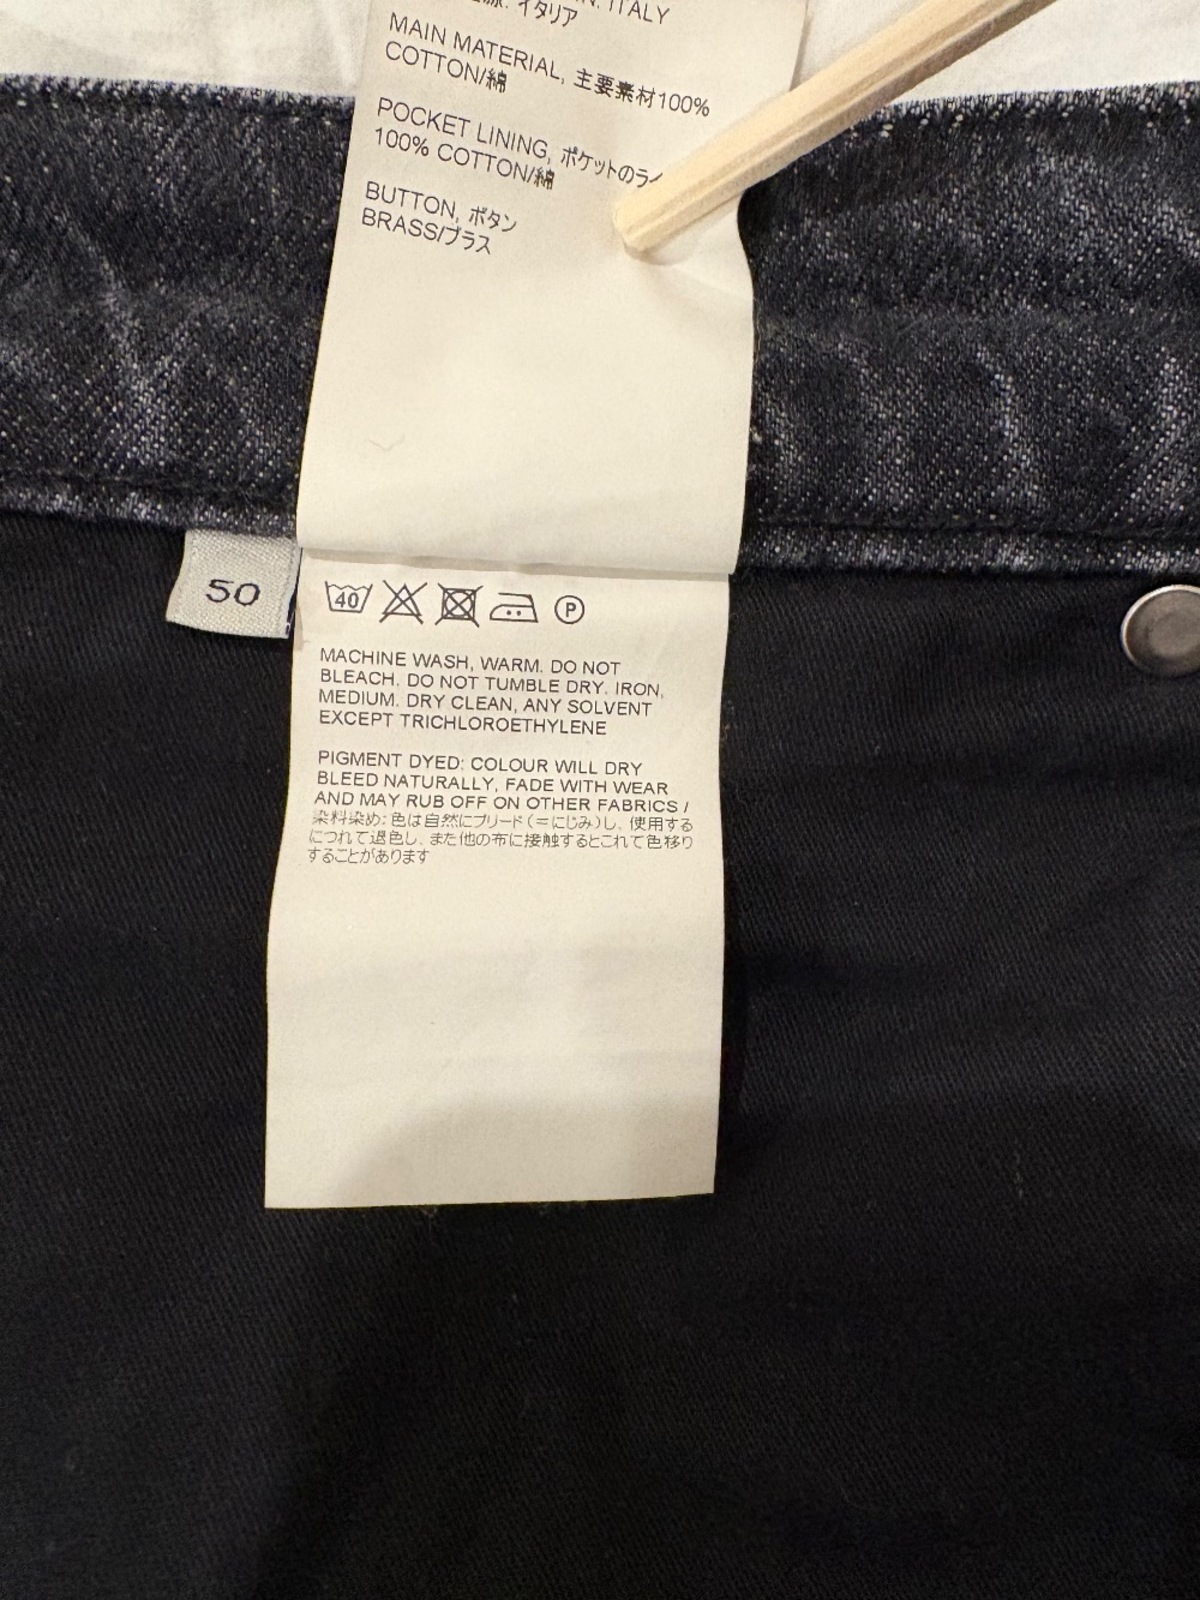 ITALY
イタリア
MAIN MATERIAL, 主要素材100%
COTTON/綿
POCKET LINING, ポケットのラ
100% COTTON/綿
BUTTON, ボタン
BRASS/ブラス
50
40 P
MACHINE WASH, WARM. DO NOT
BLEACH. DO NOT TUMBLE DRY. IRON,
MEDIUM. DRY CLEAN, ANY SOLVENT
EXCEPT TRICHLOROETHYLENE
PIGMENT DYED: COLOUR WILL DRY
BLEED NATURALLY, FADE WITH WEAR
AND MAY RUB OFF ON OTHER FABRICS /
染料染め: 色は自然にブリード(=にじみ)し、使用する
につれて退色し、また他の布に接触するとこれて色移り
することがあります